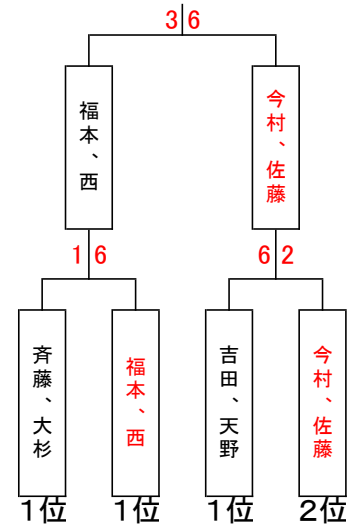 3 6
福本、西
今村、佐藤
1 6
6 2
斉藤、大杉
福本、西
吉田、天野
今村、佐藤
1位
1位
1位
2位